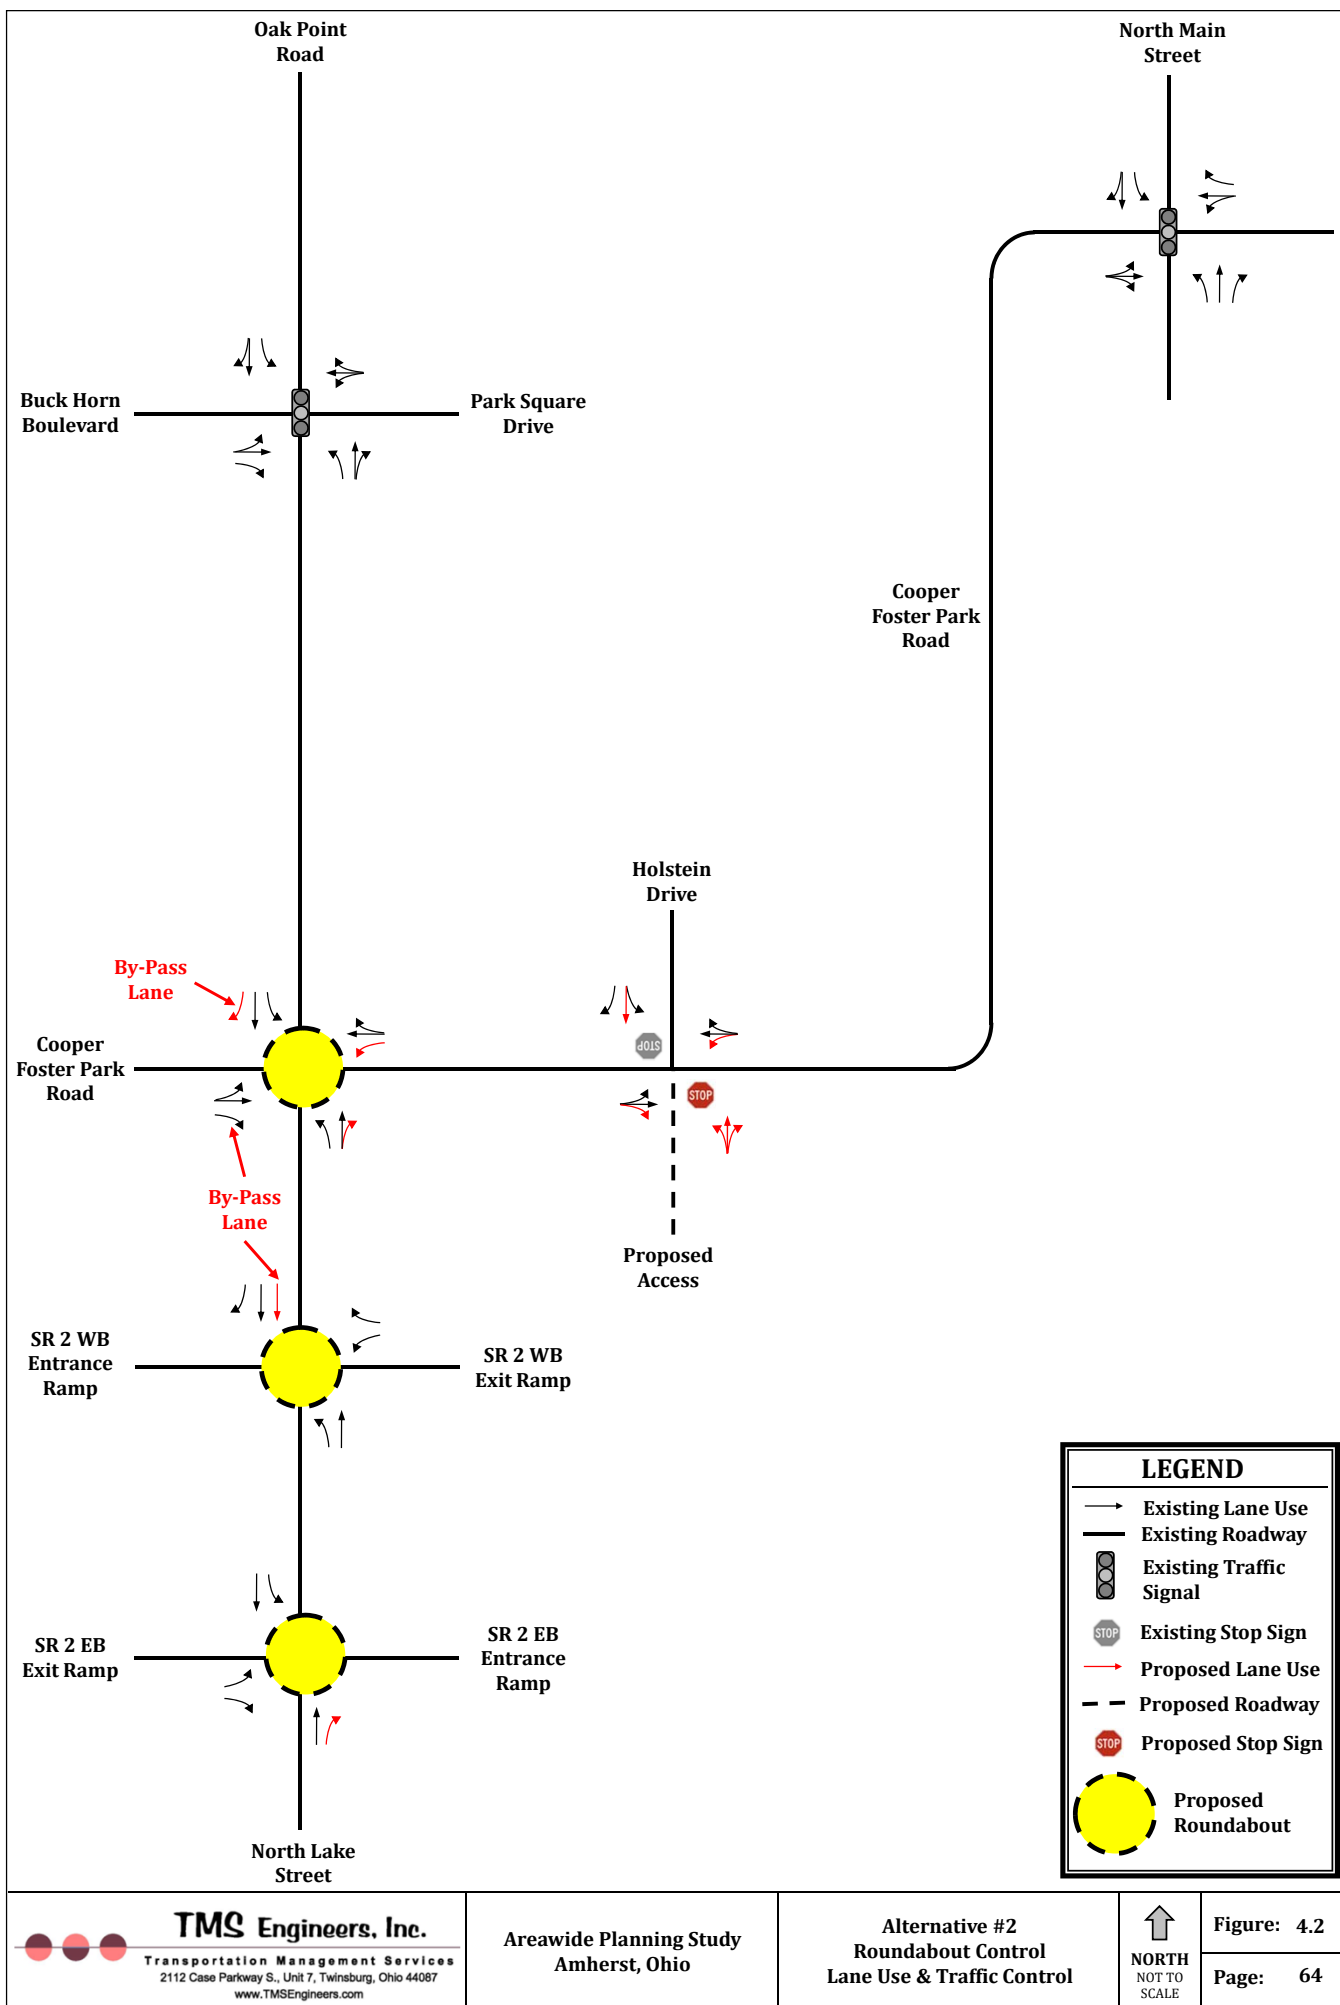 Oak Point
Road
North Main
Street
Buck Horn
Boulevard
Park Square
Drive
Cooper
Foster Park
Road
Holstein
Drive
By-Pass
Lane
Cooper
Foster Park
Road
STOP
STOP
By-Pass
Lane
Proposed
Access
SR 2 WB
Entrance
Ramp
SR 2 WB
Exit Ramp
SR 2 EB
Exit Ramp
SR 2 EB
Entrance
Ramp
North Lake
Street
LEGEND
Existing Lane Use
Existing Roadway
Existing Traffic
Signal
STOP
Existing Stop Sign
Proposed Lane Use
Proposed Roadway
STOP
Proposed Stop Sign
Proposed
Roundabout
TMS Engineers, Inc.
Transportation Management Services
2112 Case Parkway S., Unit 7, Twinsburg, Ohio 44087
www.TMSEngineers.com
Areawide Planning Study
Amherst, Ohio
Alternative #2
Roundabout Control
Lane Use & Traffic Control
NORTH
NOT TO
SCALE
Figure: 4.2
Page: 64